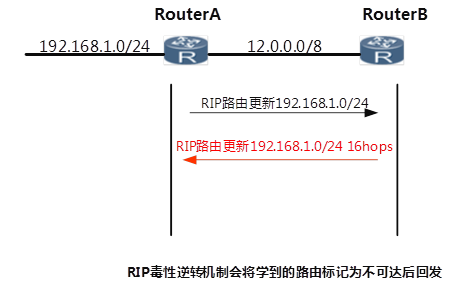 RouterA
RouterB
192.168.1.0/24
12.0.0.0/8
R
R
RIP路由更新192.168.1.0/24
RIP路由更新192.168.1.0/24 16hops
RIP毒性逆转机制会将学到的路由标记为不可达后回发